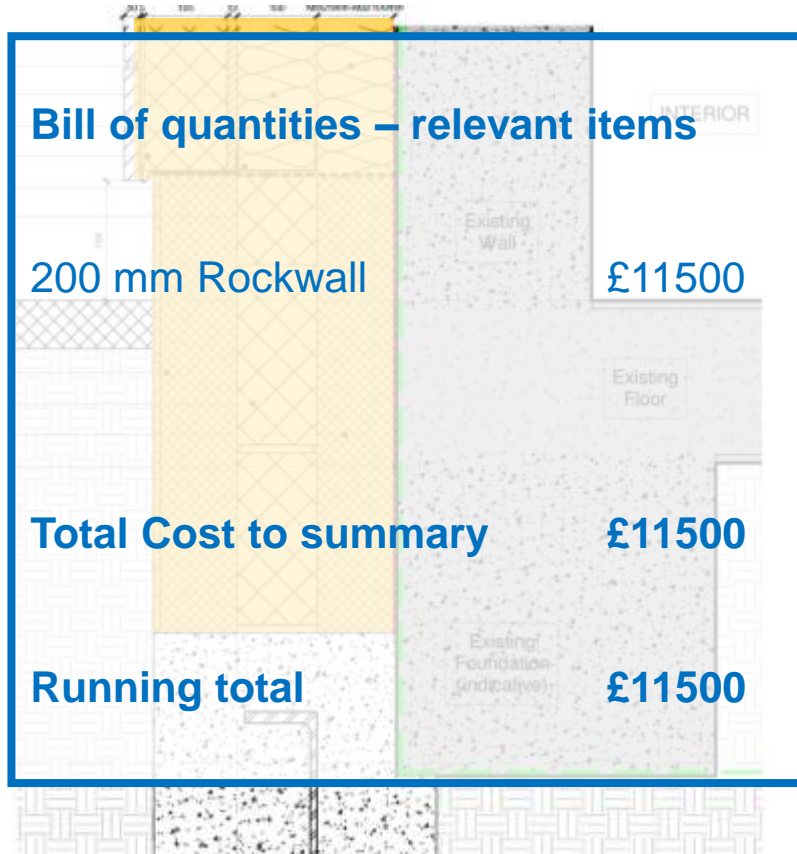 Bill of quantities – relevant items
INTERIOR
Existing
Wall
200 mm Rockwall £11500
Existing
Floor
Total Cost to summary £11500
Existing
Foundation
(indicative)
Running total £11500